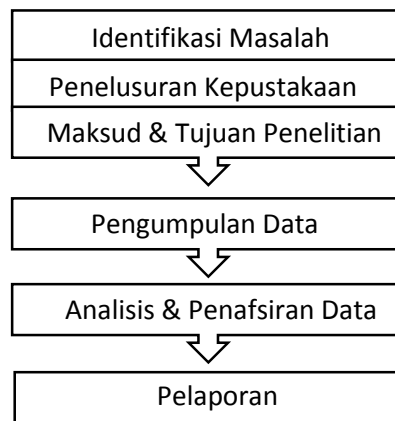 Identifikasi Masalah
Penelusuran Kepustakaan
Maksud & Tujuan Penelitian
Pengumpulan Data
Analisis & Penafsiran Data
Pelaporan